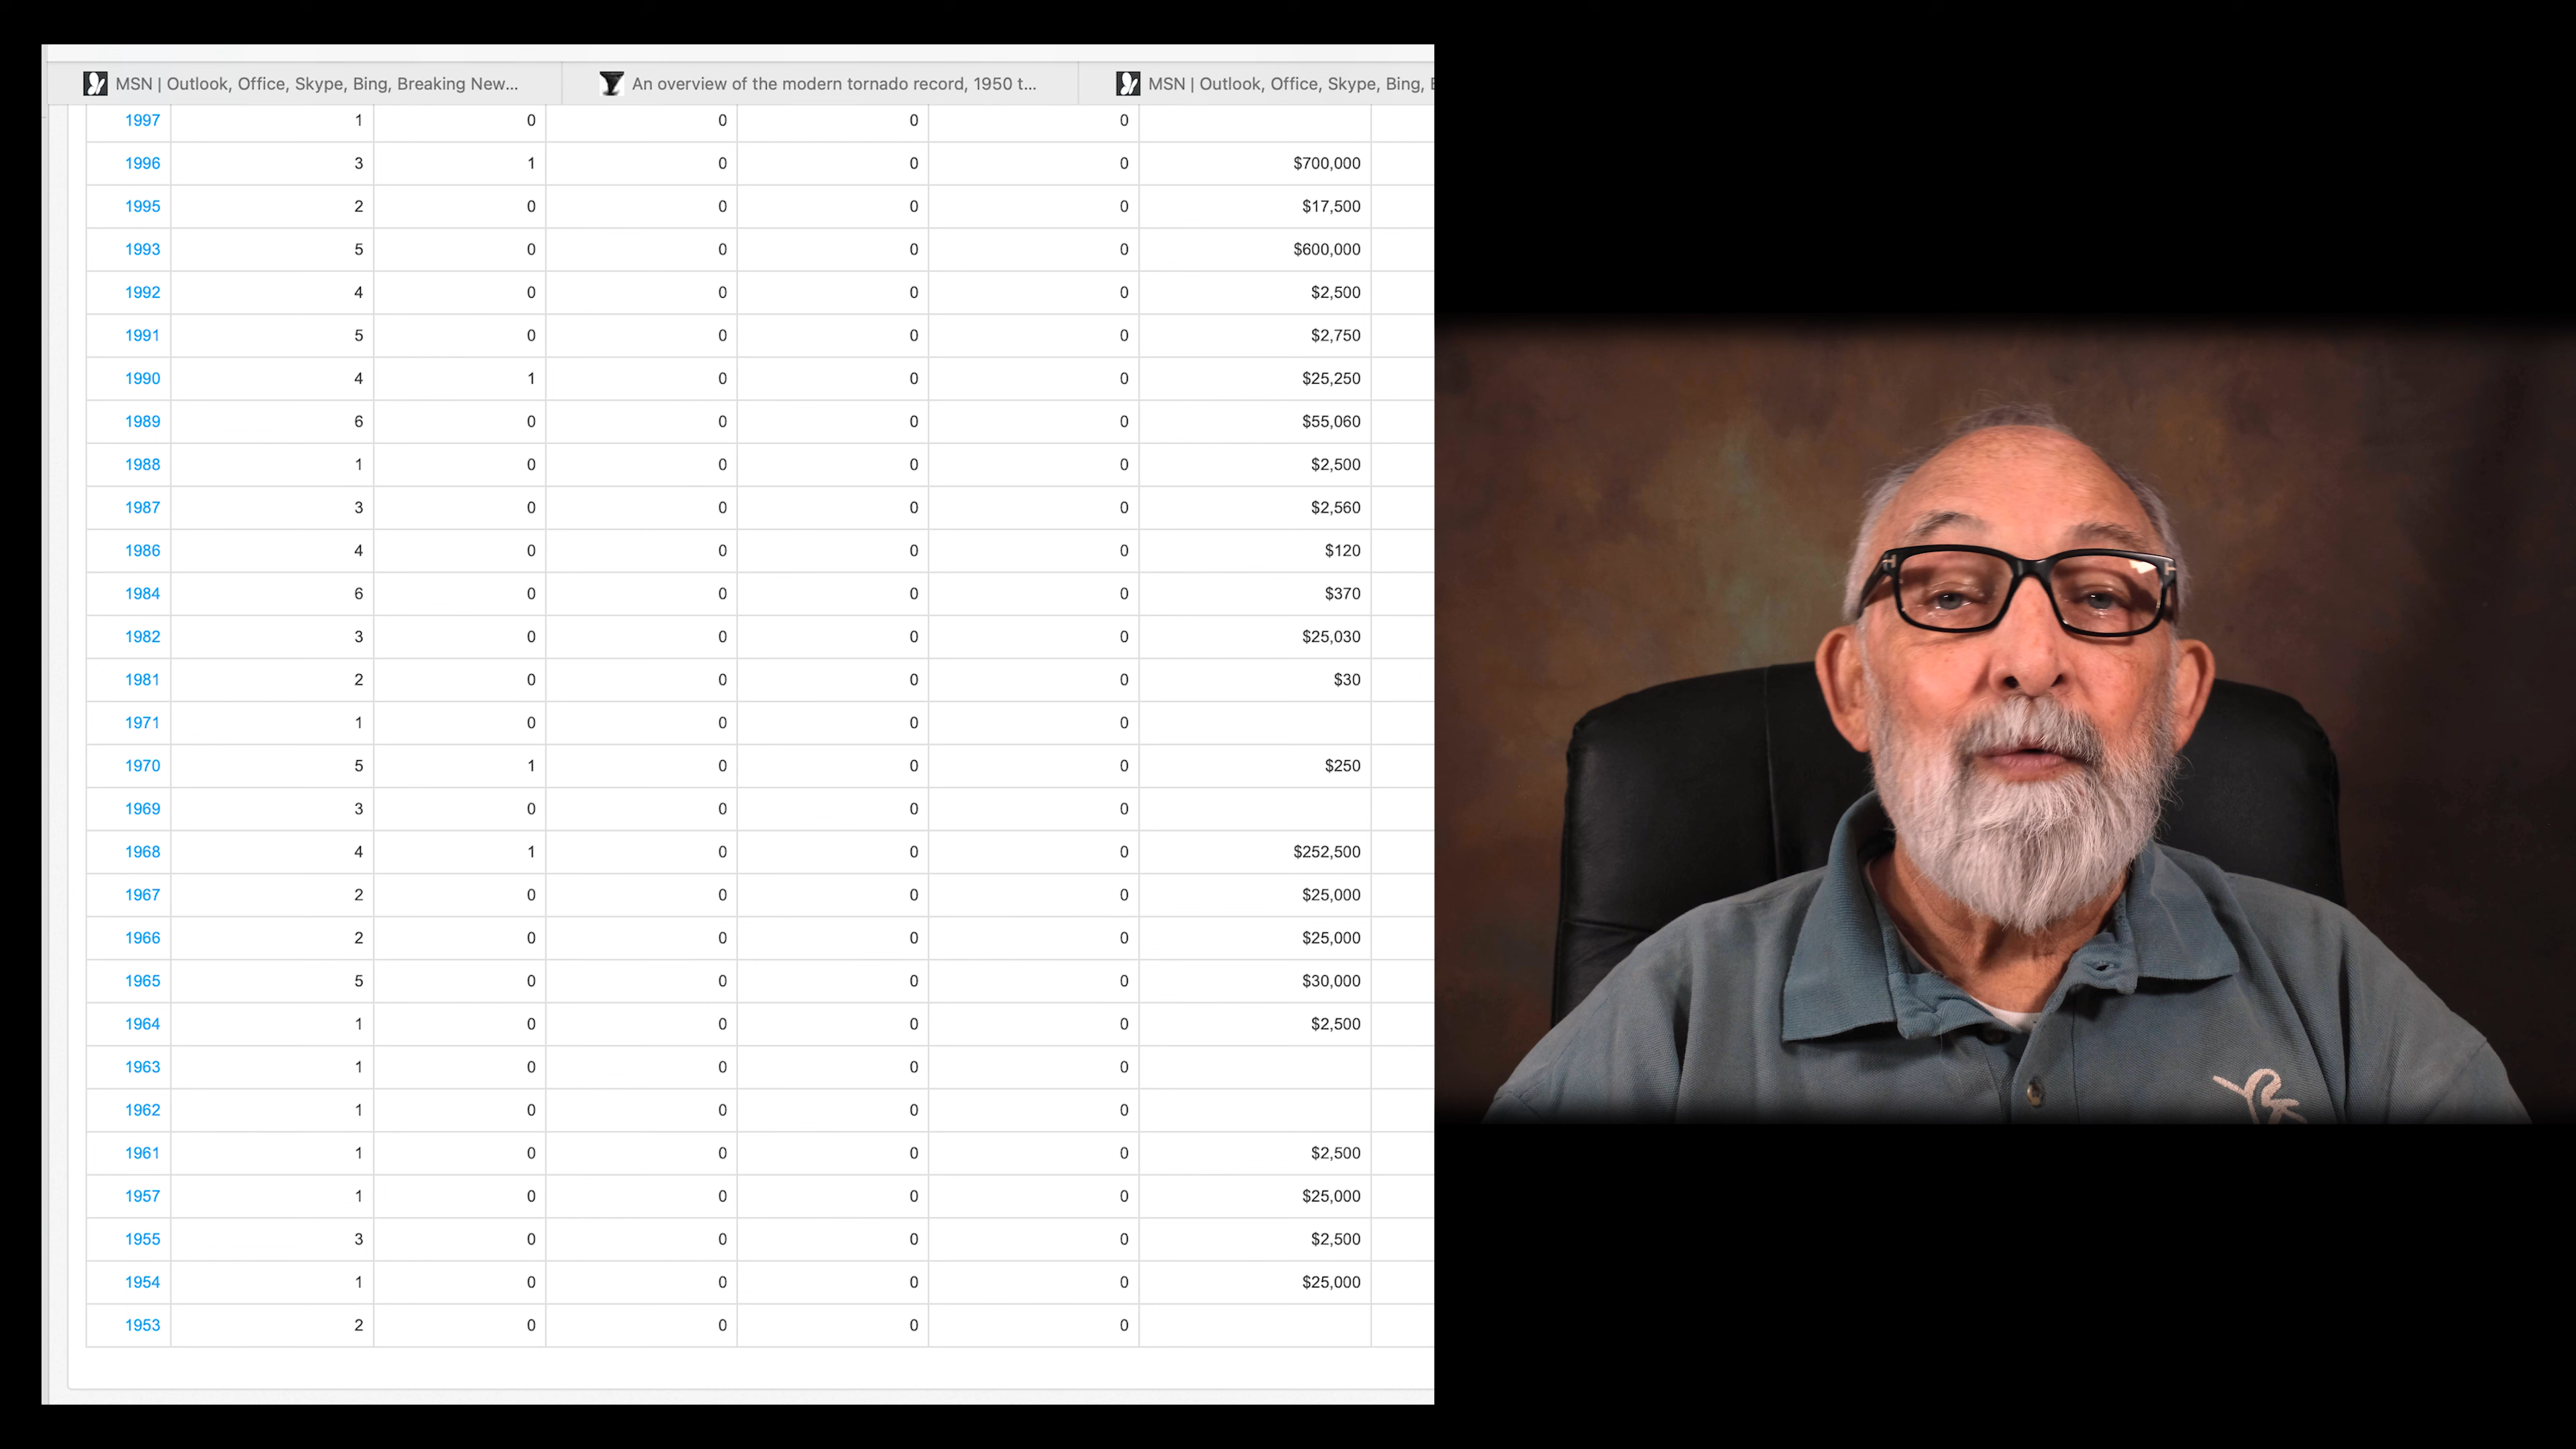 MSN | Outlook, Office, Skype, Bing, Breaking New...
An overview of the modern tornado record, 1950 t...
MSN | Outlook, Office, Skype, Bing,
1997 1 0 0 0 0
1996 3 1 0 0 0 $700,000
1995 2 0 0 0 0 $17,500
1993 5 0 0 0 0 $600,000
1992 4 0 0 0 0 $2,500
1991 5 0 0 0 0 $2,750
1990 4 1 0 0 0 $25,250
1989 6 0 0 0 0 $55,060
1988 1 0 0 0 0 $2,500
1987 3 0 0 0 0 $2,560
1986 4 0 0 0 0 $120
1984 6 0 0 0 0 $370
1982 3 0 0 0 0 $25,030
1981 2 0 0 0 0 $30
1971 1 0 0 0 0
1970 5 1 0 0 0 $250
1969 3 0 0 0 0
1968 4 1 0 0 0 $252,500
1967 2 0 0 0 0 $25,000
1966 2 0 0 0 0 $25,000
1965 5 0 0 0 0 $30,000
1964 1 0 0 0 0 $2,500
1963 1 0 0 0 0
1962 1 0 0 0 0
1961 1 0 0 0 0 $2,500
1957 1 0 0 0 0 $25,000
1955 3 0 0 0 0 $2,500
1954 1 0 0 0 0 $25,000
1953 2 0 0 0 0